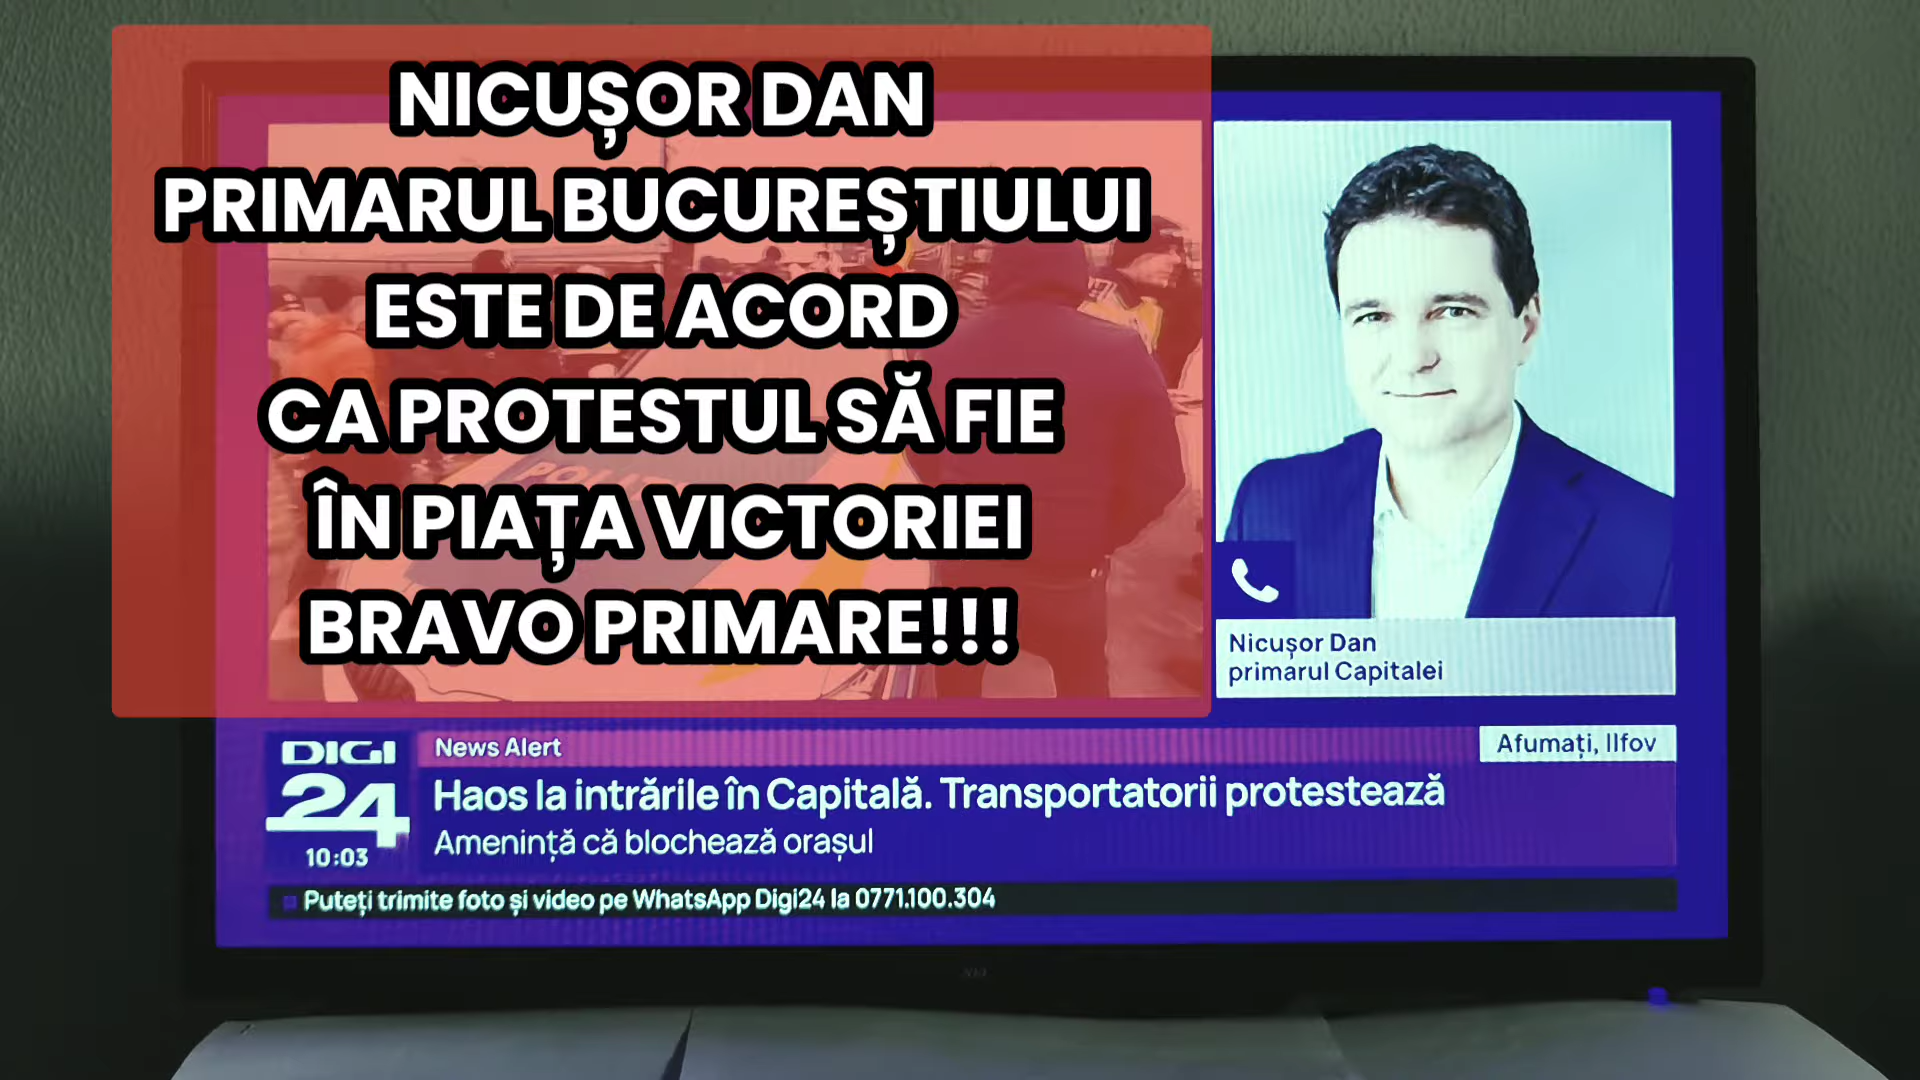 NICUȘOR DAN
PRIMARUL BUCUREȘTIULUI
ESTE DE ACORD
CA PROTESTUL SĂ FIE
ÎN PIAȚA VICTORIEI
BRAVO PRIMARE!!!
Nicușor Dan
primarul Capitalei
DIGI
24
10:03
News Alert
Afumați, Ilfov
Haos la intrările în Capitală. Transportatorii protestează
Amenință că blochează orașul
Puteți trimite foto și video pe WhatsApp Digi24 la 0771.100.304